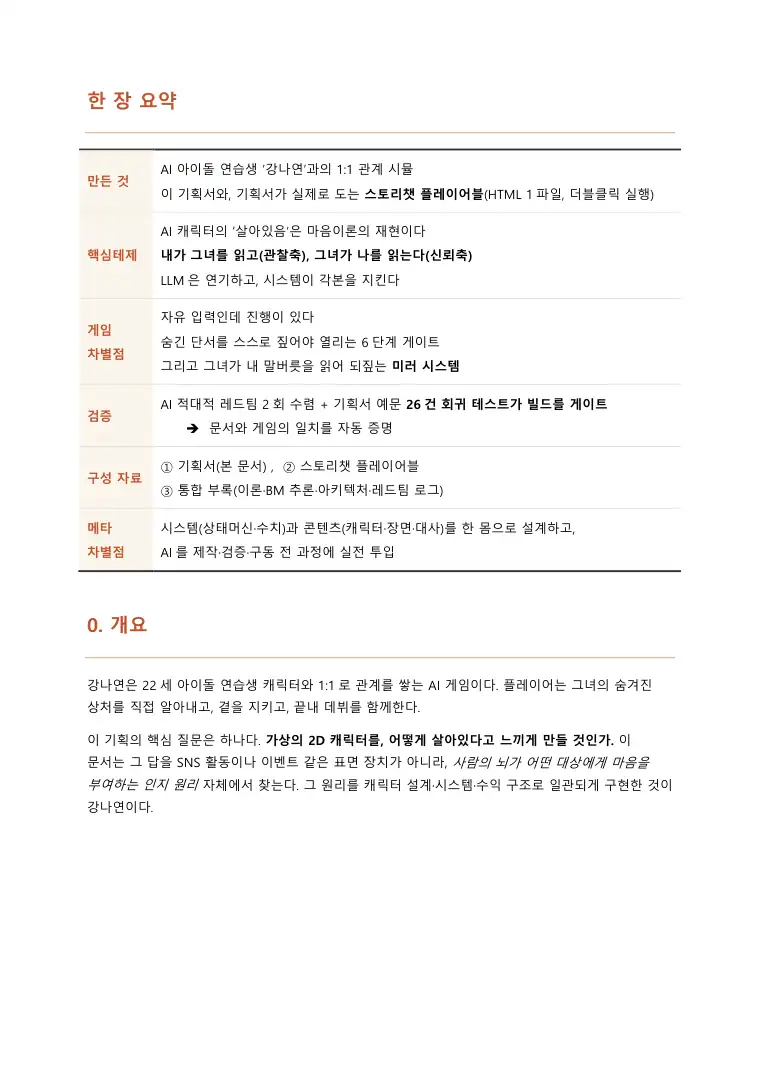 한 장 요약
만든 것
AI 아이돌 연습생 ‘강나연’과의 1:1 관계 시뮬
이 기획서와, 기획서가 실제로 도는 스토리챗 플레이어블(HTML 1 파일, 더블클릭 실행)
핵심테제
AI 캐릭터의 ‘살아있음’은 마음이론의 재현이다
내가 그녀를 읽고(관찰축), 그녀가 나를 읽는다(신뢰축)
LLM 은 연기하고, 시스템이 각본을 지킨다
게임
차별점
자유 입력인데 진행이 있다
숨긴 단서를 스스로 짚어야 열리는 6 단계 게이트
그리고 그녀가 내 말버릇을 읽어 되짚는 미러 시스템
검증
AI 적대적 레드팀 2 회 수렴 + 기획서 예문 26 건 회귀 테스트가 빌드를 게이트
➔ 문서와 게임의 일치를 자동 증명
구성 자료
① 기획서(본 문서) , ② 스토리챗 플레이어블
③ 통합 부록(이론·BM 추론·아키텍처·레드팀 로그)
메타
차별점
시스템(상태머신·수치)과 콘텐츠(캐릭터·장면·대사)를 한 몸으로 설계하고,
AI 를 제작·검증·구동 전 과정에 실전 투입
0. 개요
강나연은 22 세 아이돌 연습생 캐릭터와 1:1 로 관계를 쌓는 AI 게임이다. 플레이어는 그녀의 숨겨진
상처를 직접 알아내고, 곁을 지키고, 끝내 데뷔를 함께한다.
이 기획의 핵심 질문은 하나다. 가상의 2D 캐릭터를, 어떻게 살아있다고 느끼게 만들 것인가. 이
문서는 그 답을 SNS 활동이나 이벤트 같은 표면 장치가 아니라, 사람의 뇌가 어떤 대상에게 마음을
부여하는 인지 원리 자체에서 찾는다. 그 원리를 캐릭터 설계·시스템·수익 구조로 일관되게 구현한 것이
강나연이다.